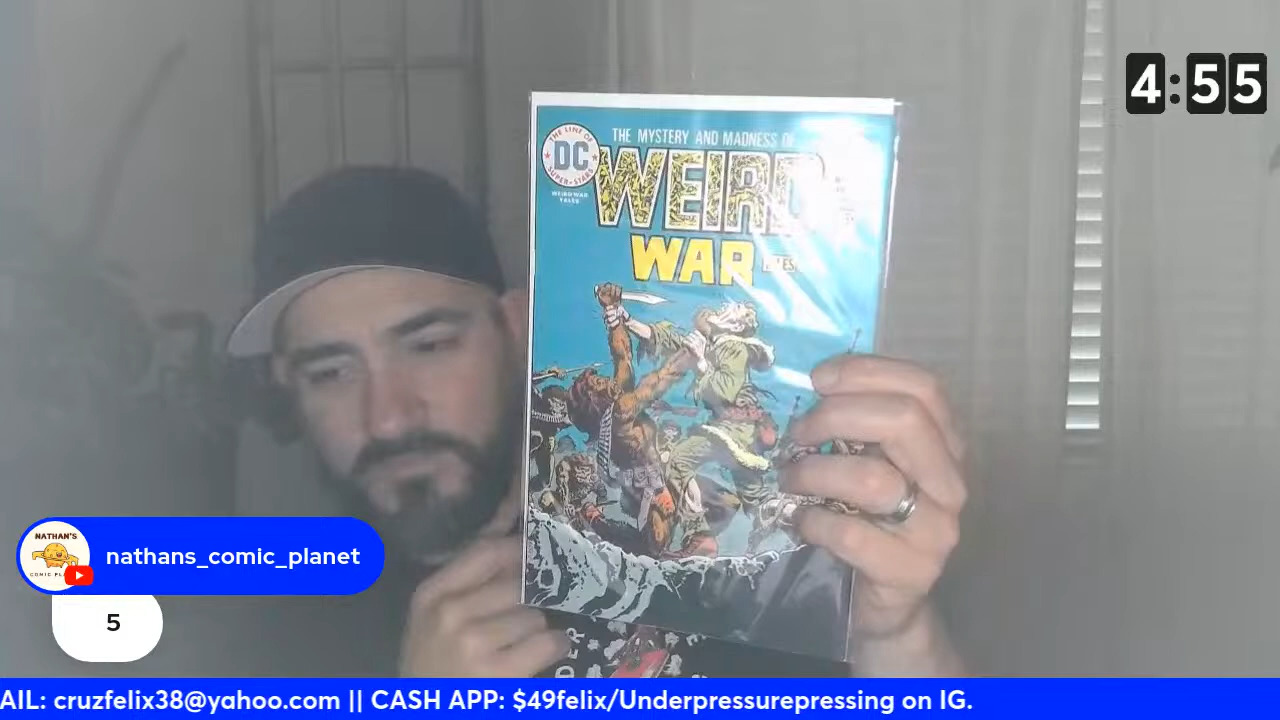 4:55
THE LINE OF
DC
SUPER-STARS
WEIRD WAR
TALES
THE MYSTERY AND MADNESS OF
WEIRD
WAR
NATHAN'S
nathans_comic_planet
5
AIL: cruzfelix38@yahoo.com || CASH APP: $49felix/Underpressurepressing on IG.